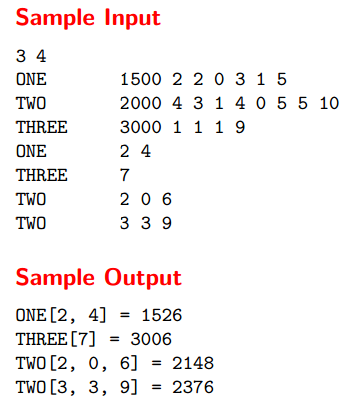 Sample Input
3 4
ONE 1500 2 2 0 3 1 5
TWO 2000 4 3 1 4 0 5 5 10
THREE 3000 1 1 1 9
ONE 2 4
THREE 7
TWO 2 0 6
TWO 3 3 9
Sample Output
ONE[2, 4] = 1526
THREE[7] = 3006
TWO[2, 0, 6] = 2148
TWO[3, 3, 9] = 2376